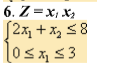 6. Z = x₁ x₂
{2x₁ + x₂ ≤ 8
0 ≤ x₁ ≤ 3